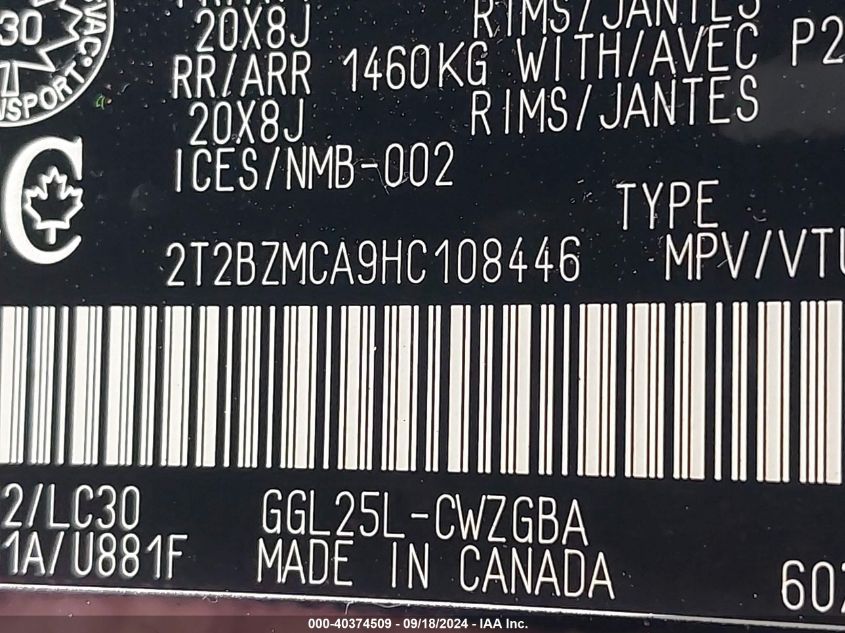 20X8J RIMS/JANTES
RR/ARR 1460KG WITH/AVEC P2
20X8J RIMS/JANTES
ICES/NMB-002
TYPE
2T2BZMCA9HC108446 MPV/VTU
2/LC30 GGL25L-CWZGBA
1A/U881F MADE IN CANADA
000-40374509 - 09/18/2024 - IAA, Inc.